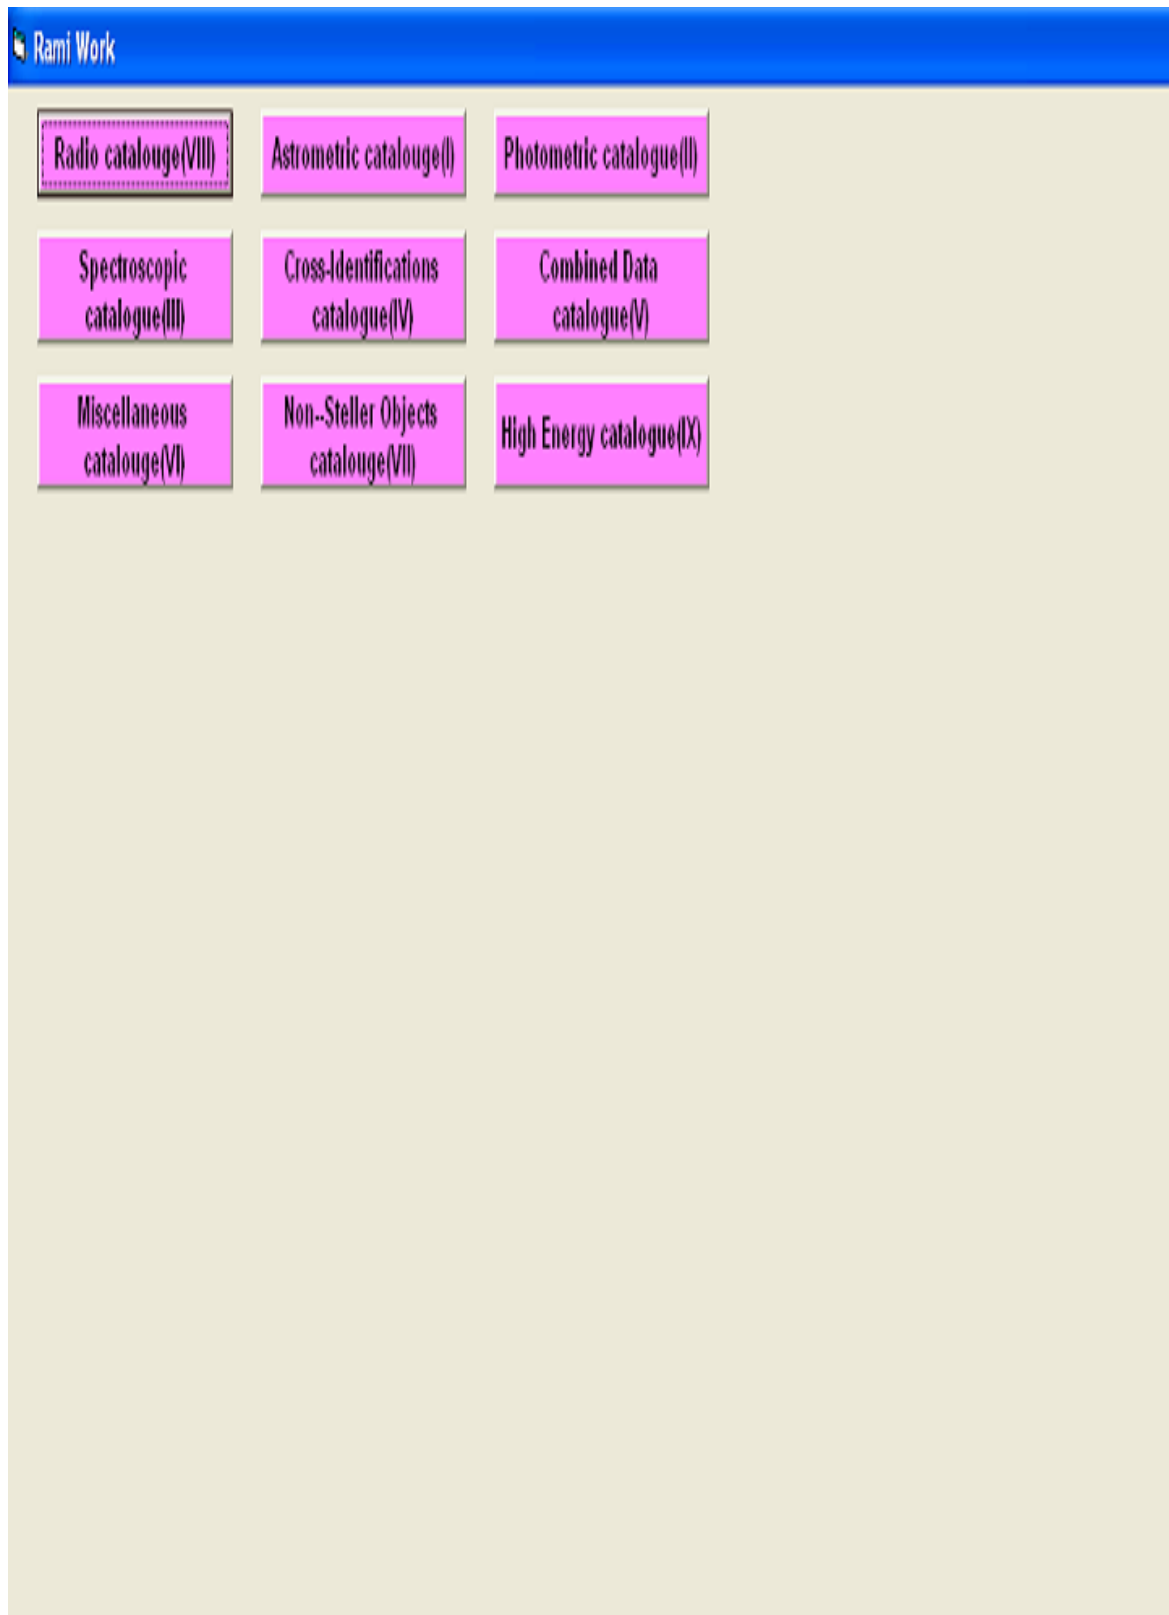 Rami Work
Radio catalouge(VIII)
Astrometric catalouge(I)
Photometric catalogue(II)
Spectroscopic
catalogue(III)
Cross-Identifications
catalogue(IV)
Combined Data
catalogue(V)
Miscellaneous
catalouge(VI)
Non--Steller Objects
catalouge(VII)
High Energy catalogue(IX)